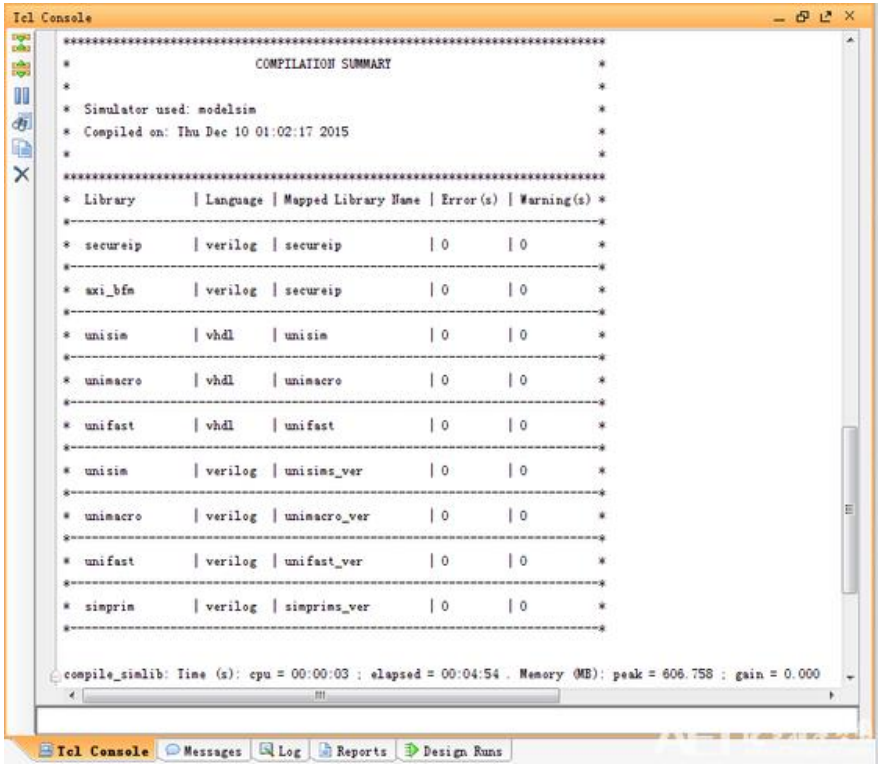 Tcl Console
******************************************************************************
* COMPILATION SUMMARY *
* *
* Simulator used: modelsim *
* Compiled on: Thu Dec 10 01:02:17 2015 *
* *
******************************************************************************
* Library | Language | Mapped Library Name | Error(s) | Warning(s) *
*----------------------------------------------------------------------------*
* secureip | verilog | secureip | 0 | 0 *
*----------------------------------------------------------------------------*
* axi_bfm | verilog | secureip | 0 | 0 *
*----------------------------------------------------------------------------*
* unisim | vhdl | unisim | 0 | 0 *
*----------------------------------------------------------------------------*
* unimacro | vhdl | unimacro | 0 | 0 *
*----------------------------------------------------------------------------*
* unifast | vhdl | unifast | 0 | 0 *
*----------------------------------------------------------------------------*
* unisim | verilog | unisims_ver | 0 | 0 *
*----------------------------------------------------------------------------*
* unimacro | verilog | unimacro_ver | 0 | 0 *
*----------------------------------------------------------------------------*
* unifast | verilog | unifast_ver | 0 | 0 *
*----------------------------------------------------------------------------*
* simprim | verilog | simprims_ver | 0 | 0 *
*----------------------------------------------------------------------------*
compile_simlib: Time (s): cpu = 00:00:03 ; elapsed = 00:04:54 . Memory (MB): peak = 606.758 ; gain = 0.000
Tcl Console Messages Log Reports Design Runs